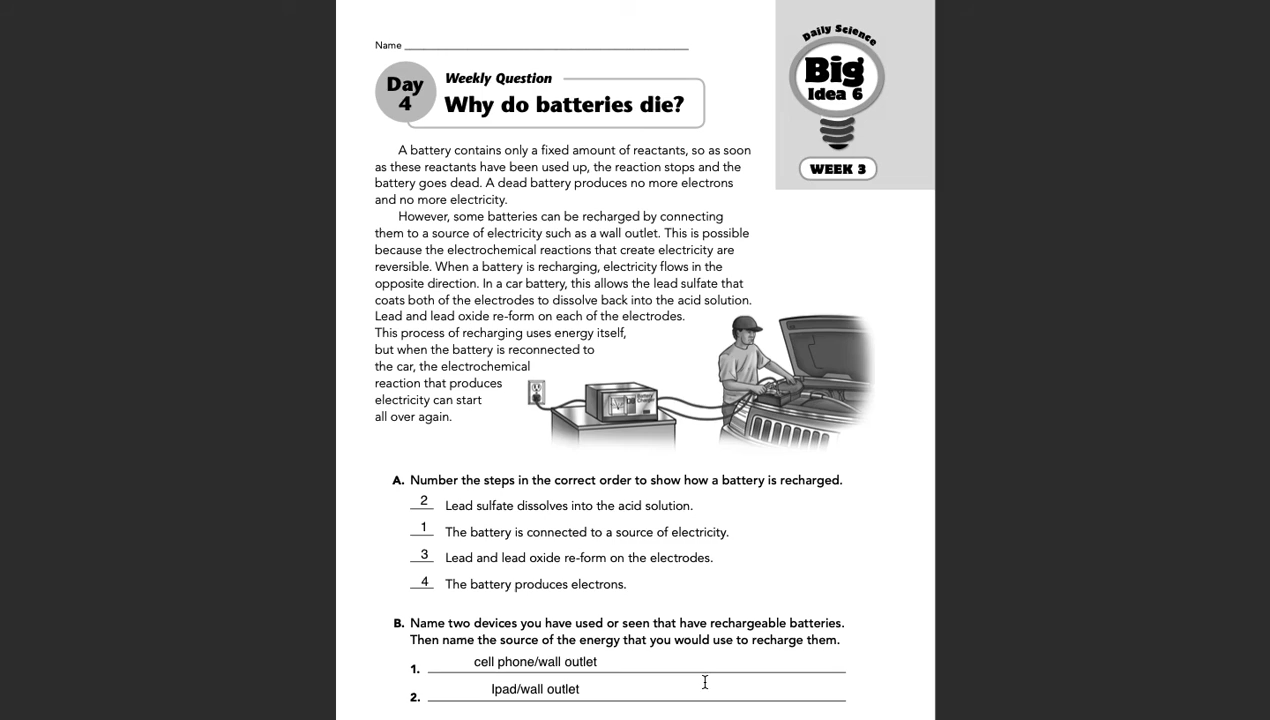 Name
Daily Science
Big
Idea 6
WEEK 3
Day
4
Weekly Question
Why do batteries die?
A battery contains only a fixed amount of reactants, so as soon
as these reactants have been used up, the reaction stops and the
battery goes dead. A dead battery produces no more electrons
and no more electricity.
However, some batteries can be recharged by connecting
them to a source of electricity such as a wall outlet. This is possible
because the electrochemical reactions that create electricity are
reversible. When a battery is recharging, electricity flows in the
opposite direction. In a car battery, this allows the lead sulfate that
coats both of the electrodes to dissolve back into the acid solution.
Lead and lead oxide re-form on each of the electrodes.
This process of recharging uses energy itself,
but when the battery is reconnected to
the car, the electrochemical
reaction that produces
electricity can start
all over again.
Battery
Charger
A. Number the steps in the correct order to show how a battery is recharged.
2 Lead sulfate dissolves into the acid solution.
1 The battery is connected to a source of electricity.
3 Lead and lead oxide re-form on the electrodes.
4 The battery produces electrons.
B. Name two devices you have used or seen that have rechargeable batteries.
Then name the source of the energy that you would use to recharge them.
1. cell phone/wall outlet
2. Ipad/wall outlet